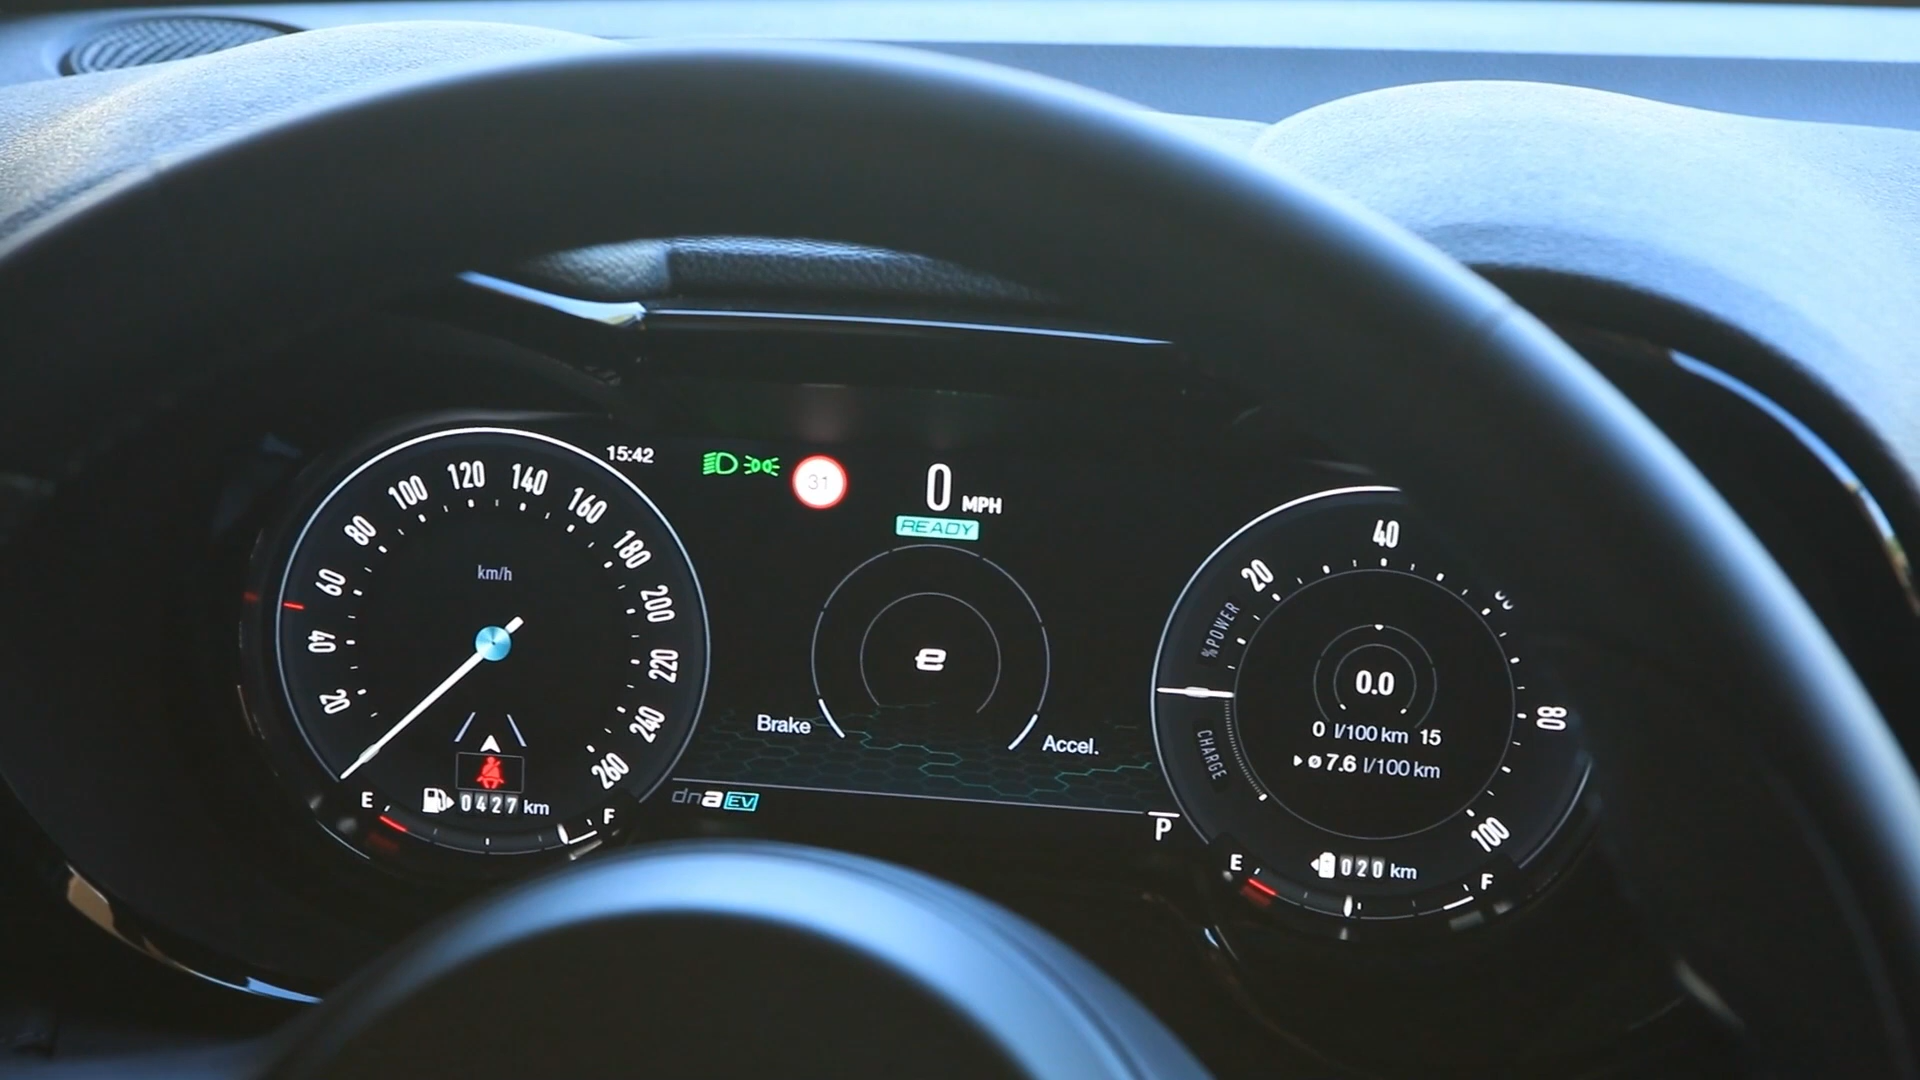 15:42
120
140
100
160
80
180
60
200
40
220
20
240
260
km/h
E
0427 km
F
31
0 MPH
READY
e
Brake
Accel.
dna EV
P
40
20
80
100
%POWER
CHARGE
0.0
0 l/100 km 15
ø 7.6 l/100 km
E
020 km
F